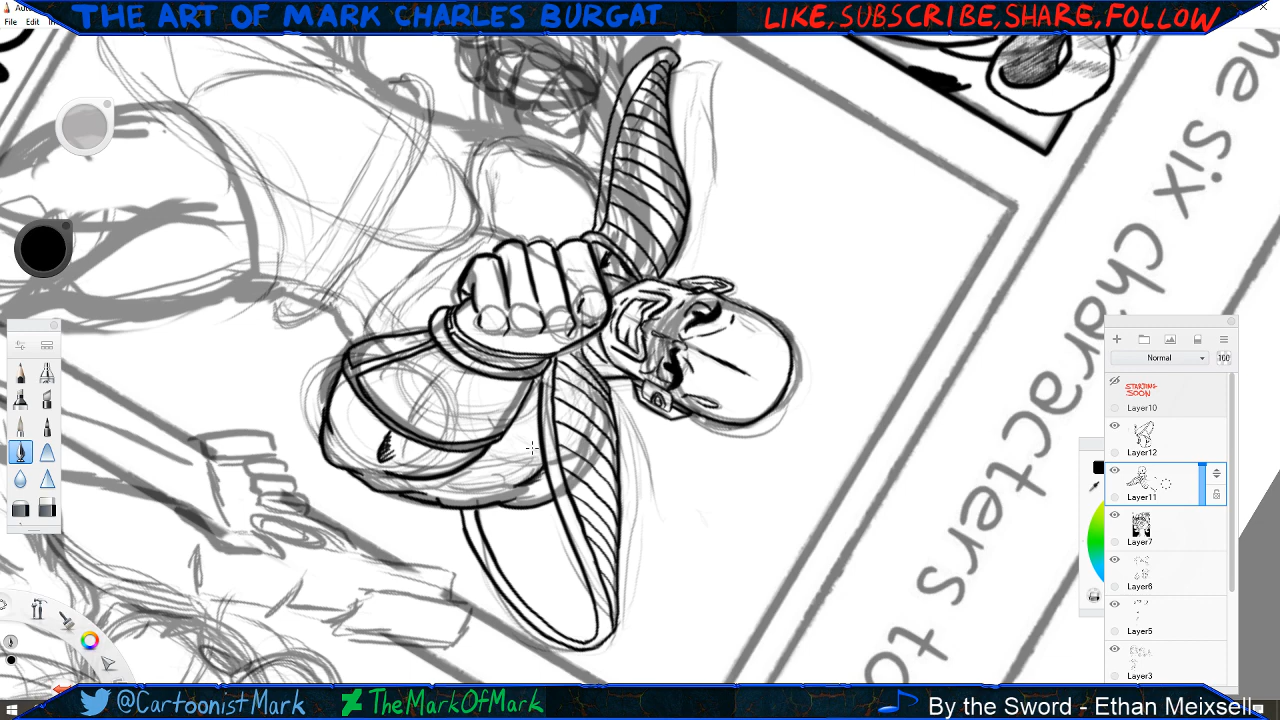 THE ART OF MARK CHARLES BURGAT
LIKE, SUBSCRIBE, SHARE, FOLLOW
File Edit
Normal
100
STARTING SOON
Layer10
Layer12
Layer11
Layer7
Layer6
Layer5
Layer3
six characters to
@CartoonistMark
TheMarkOfMark
By the Sword - Ethan Meixsell